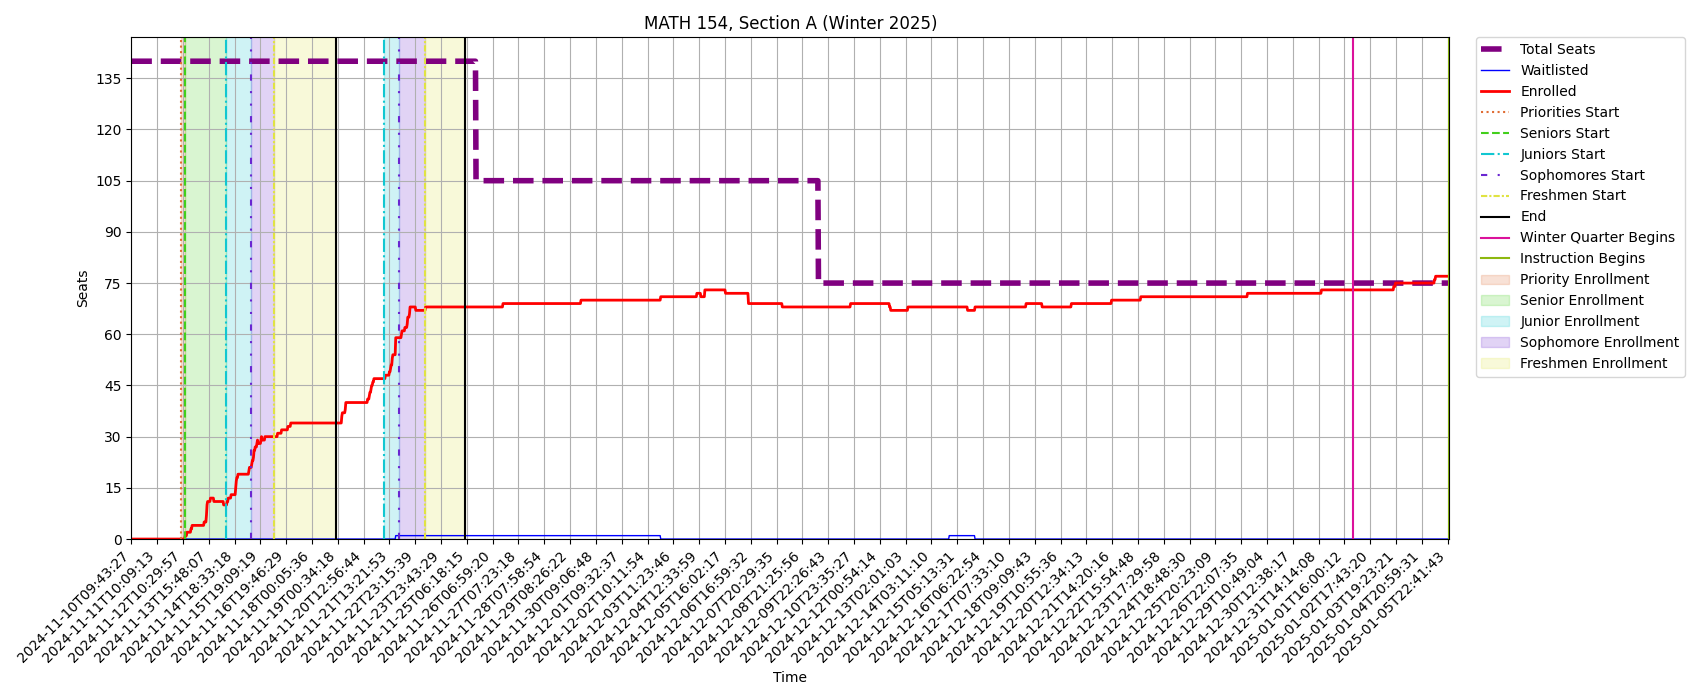 MATH 154, Section A (Winter 2025)
Seats
135
120
105
90
75
60
45
30
15
0
2024-11-10T09:43:27
2024-11-11T10:09:13
2024-11-12T10:29:57
2024-11-13T15:48:07
2024-11-14T18:33:18
2024-11-15T19:09:19
2024-11-16T19:46:29
2024-11-18T00:05:36
2024-11-19T00:34:18
2024-11-20T12:56:44
2024-11-21T13:21:53
2024-11-22T23:15:39
2024-11-23T23:43:29
2024-11-25T06:18:15
2024-11-26T06:59:20
2024-11-27T07:23:18
2024-11-28T07:58:54
2024-11-29T08:26:22
2024-11-30T09:06:48
2024-12-01T09:32:37
2024-12-02T10:11:54
2024-12-03T11:23:46
2024-12-04T12:33:59
2024-12-05T16:02:17
2024-12-06T16:59:32
2024-12-07T20:29:35
2024-12-08T21:25:56
2024-12-09T22:26:43
2024-12-10T23:35:27
2024-12-12T00:54:14
2024-12-13T02:01:03
2024-12-14T03:11:10
2024-12-15T05:13:31
2024-12-16T06:22:54
2024-12-17T07:33:10
2024-12-18T09:09:43
2024-12-19T10:55:36
2024-12-20T12:34:13
2024-12-21T14:20:16
2024-12-22T15:54:48
2024-12-23T17:29:58
2024-12-24T18:48:30
2024-12-25T20:23:09
2024-12-26T22:07:35
2024-12-29T10:49:04
2024-12-30T12:38:17
2024-12-31T14:14:08
2025-01-01T16:00:12
2025-01-02T17:43:20
2025-01-03T19:23:21
2025-01-04T20:59:31
2025-01-05T22:41:43
Time
Total Seats
Waitlisted
Enrolled
Priorities Start
Seniors Start
Juniors Start
Sophomores Start
Freshmen Start
End
Winter Quarter Begins
Instruction Begins
Priority Enrollment
Senior Enrollment
Junior Enrollment
Sophomore Enrollment
Freshmen Enrollment